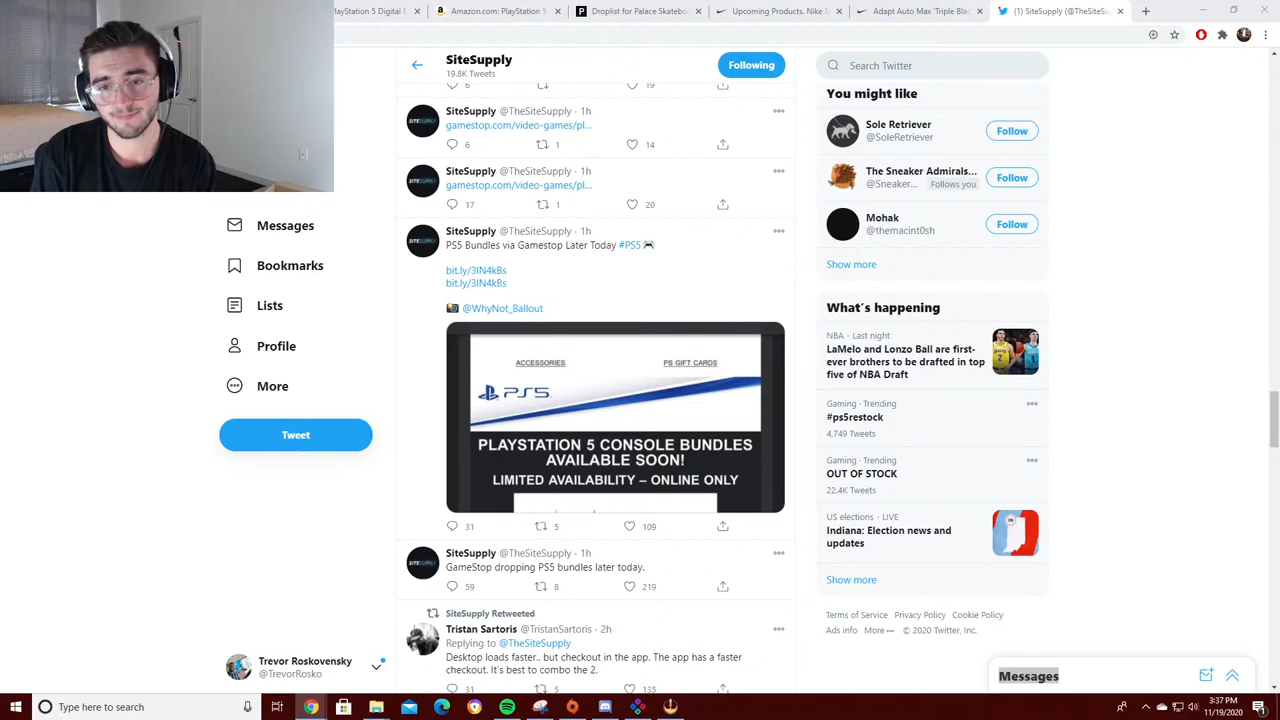 PlayStation 5 Digital E
Amazon.com: PlayStation 5
Droplist for Palace Skateboa
Upcoming Products. Nike S
Adapt Auto Max 'Triple Bla
(1) SiteSupply (@TheSiteSu
SiteSupply
19.8K Tweets
Following
Search Twitter
6
19
SiteSupply @TheSiteSupply · 1h
gamestop.com/video-games/pl...
6 1 14
SiteSupply @TheSiteSupply · 1h
gamestop.com/video-games/pl...
17 1 20
SiteSupply @TheSiteSupply · 1h
PS5 Bundles via Gamestop Later Today #PS5 🎮
bit.ly/3lN4kBs
bit.ly/3lN4kBs
📸 @WhyNot_Ballout
ACCESSORIES
PS GIFT CARDS
PS5
PLAYSTATION 5 CONSOLE BUNDLES
AVAILABLE SOON!
LIMITED AVAILABILITY – ONLINE ONLY
31 5 109
SiteSupply @TheSiteSupply · 1h
GameStop dropping PS5 bundles later today.
59 8 219
SiteSupply Retweeted
Tristan Sartoris @TristanSartoris · 2h
Replying to @TheSiteSupply
Desktop loads faster.. but checkout in the app. The app has a faster
checkout. It's best to combo the 2.
31 5 135
Messages
Bookmarks
Lists
Profile
More
Tweet
Trevor Roskovensky
@TrevorRosko
You might like
Sole Retriever
@SoleRetriever
Follow
The Sneaker Admirals...
@Sneaker... Follows you
Follow
Mohak
@themacint0sh
Follow
Show more
What's happening
NBA · Last night
LaMelo and Lonzo Ball are first-
ever brothers to be drafted in top
five of NBA Draft
Gaming · Trending
#ps5restock
4,749 Tweets
Gaming · Trending
OUT OF STOCK
22.4K Tweets
US elections · LIVE
Indiana: Election news and
updates
Show more
Terms of Service Privacy Policy Cookie Policy
Ads info More © 2020 Twitter, Inc.
Messages
Type here to search
3:37 PM
11/19/2020